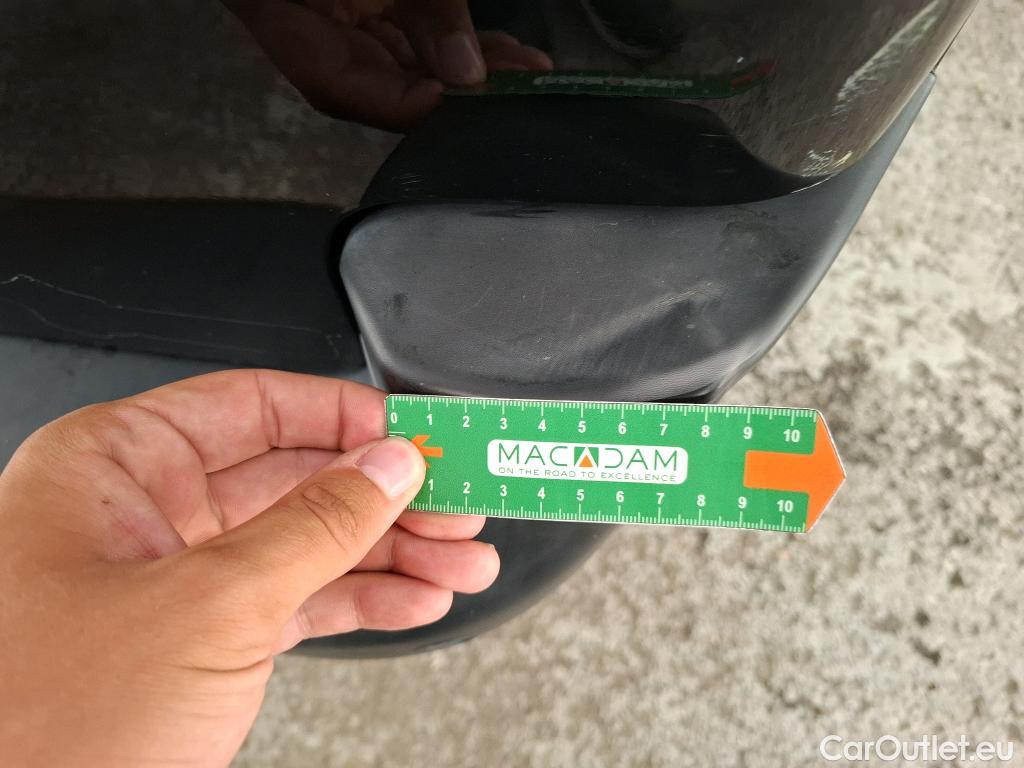 0 1 2 3 4 5 6 7 8 9 10
MACADAM
ON THE ROAD TO EXCELLENCE
1 2 3 4 5 6 7 8 9 10
CarOutlet.eu